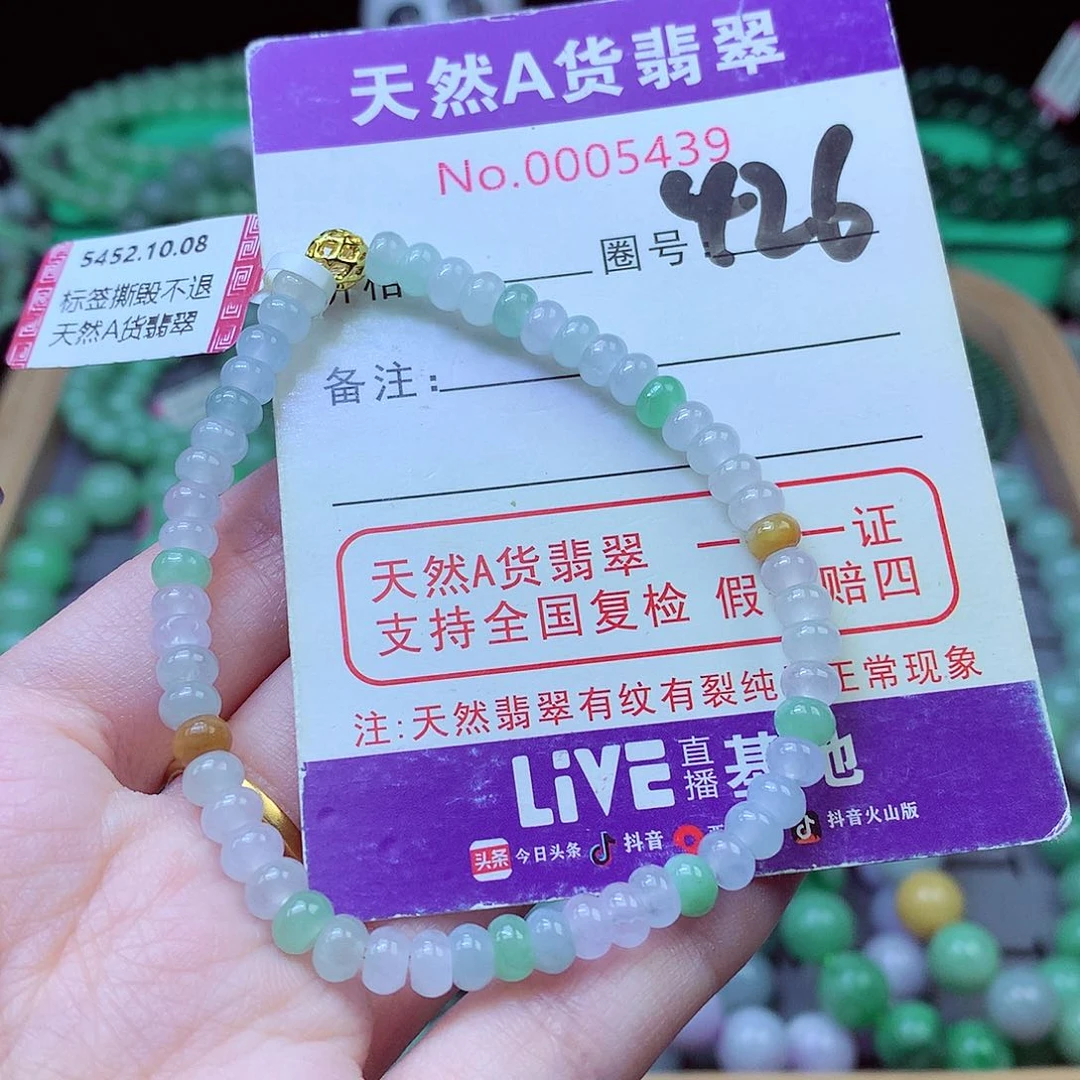 天然A货翡翠
No.0005439
圈号:426
备注:
天然A货翡翠 一证
支持全国复检 假 赔四
注:天然翡翠有纹有裂纯 正常现象
LiVE 直播基地
头条 今日头条 抖音 抖音火山版
5452.10.08
标签撕毁不退
天然A货翡翠